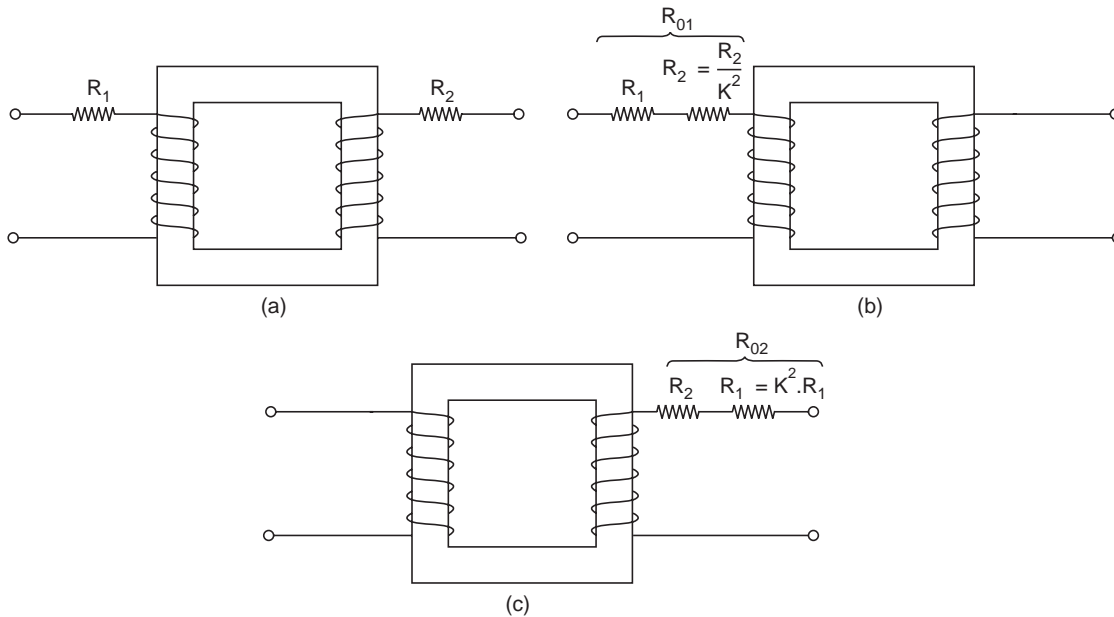 R₁
R₂
(a)
R₀₁
R₂ = R₂/K²
R₁
(b)
R₀₂
R₂ R₁ = K².R₁
(c)